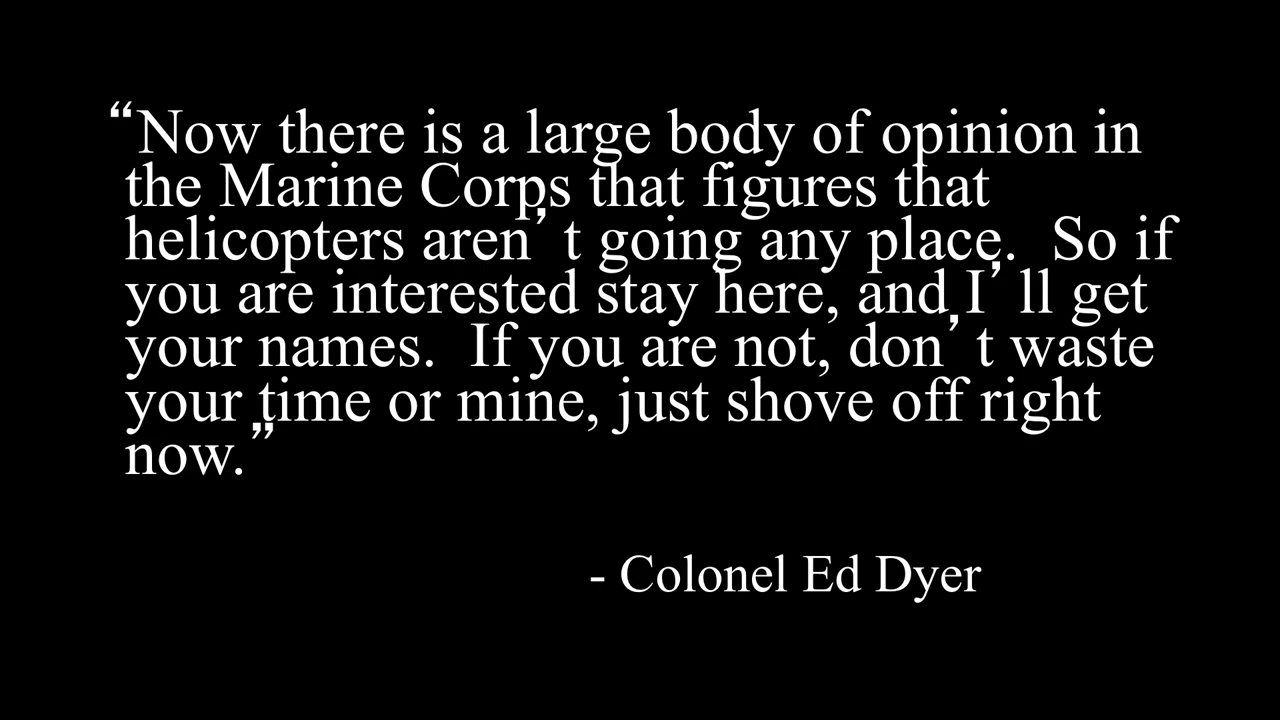 “Now there is a large body of opinion in
the Marine Corps that figures that
helicopters aren’t going any place.  So if
you are interested stay here, and I’ll get
your names.  If you are not, don’t waste
your time or mine, just shove off right
now.”
- Colonel Ed Dyer